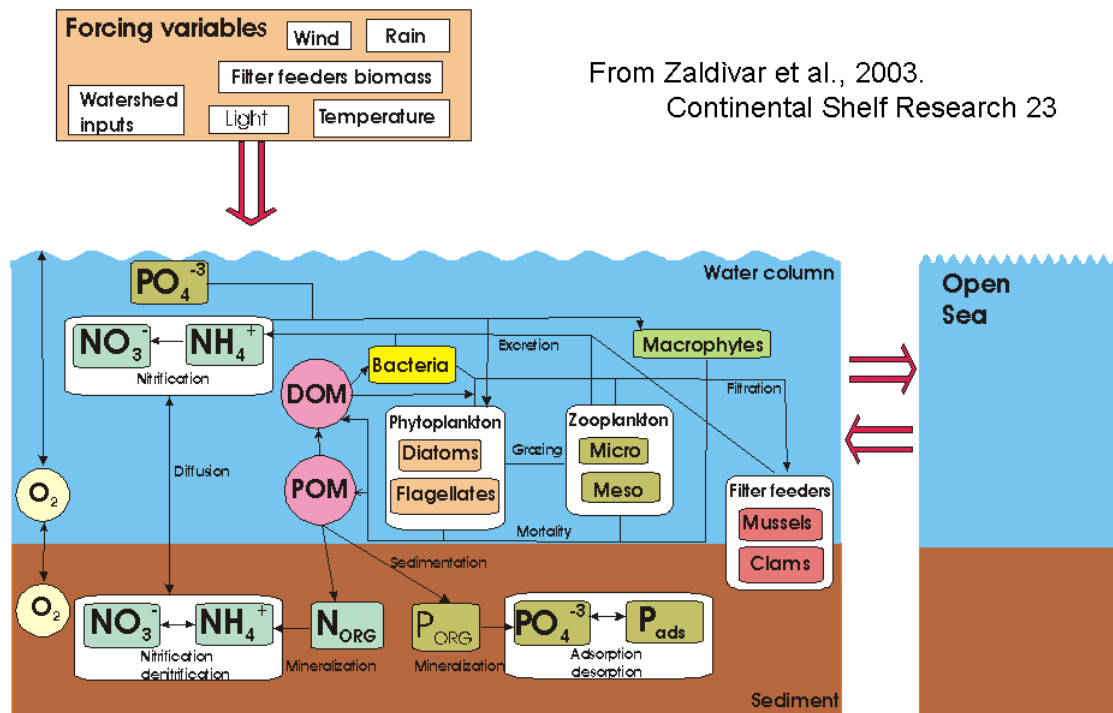 Forcing variables
Wind
Rain
Filter feeders biomass
Watershed
inputs
Light
Temperature
From Zaldìvar et al., 2003.
Continental Shelf Research 23
Water column
Open
Sea
PO4-3
NO3-
NH4+
Nitrification
Excretion
Macrophytes
Bacteria
DOM
Filtration
Phytoplankton
Zooplankton
Diatoms
Grazing
Micro
Diffusion
POM
Flagellates
Meso
O2
Filter feeders
Mussels
Clams
Mortality
Sedimentation
O2
NO3-
NH4+
NORG
PORG
PO4-3
Pads
Nitrification
denitrification
Mineralization
Mineralization
Adsorption
desorption
Sediment